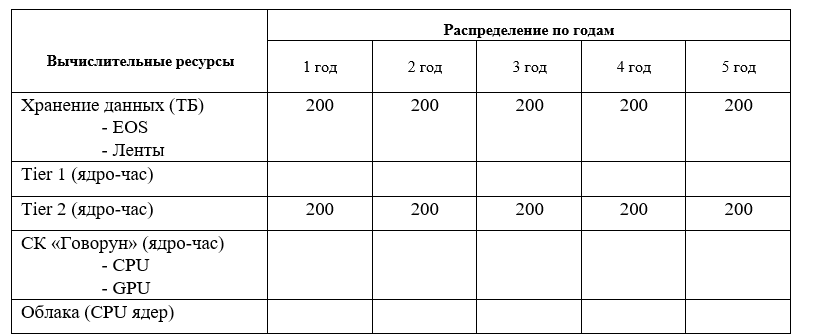 Вычислительные ресурсы
Распределение по годам
1 год 2 год 3 год 4 год 5 год
Хранение данных (ТБ) 200 200 200 200 200
- EOS
- Ленты
Tier 1 (ядро-час)
Tier 2 (ядро-час) 200 200 200 200 200
СК «Говорун» (ядро-час)
- CPU
- GPU
Облака (CPU ядер)